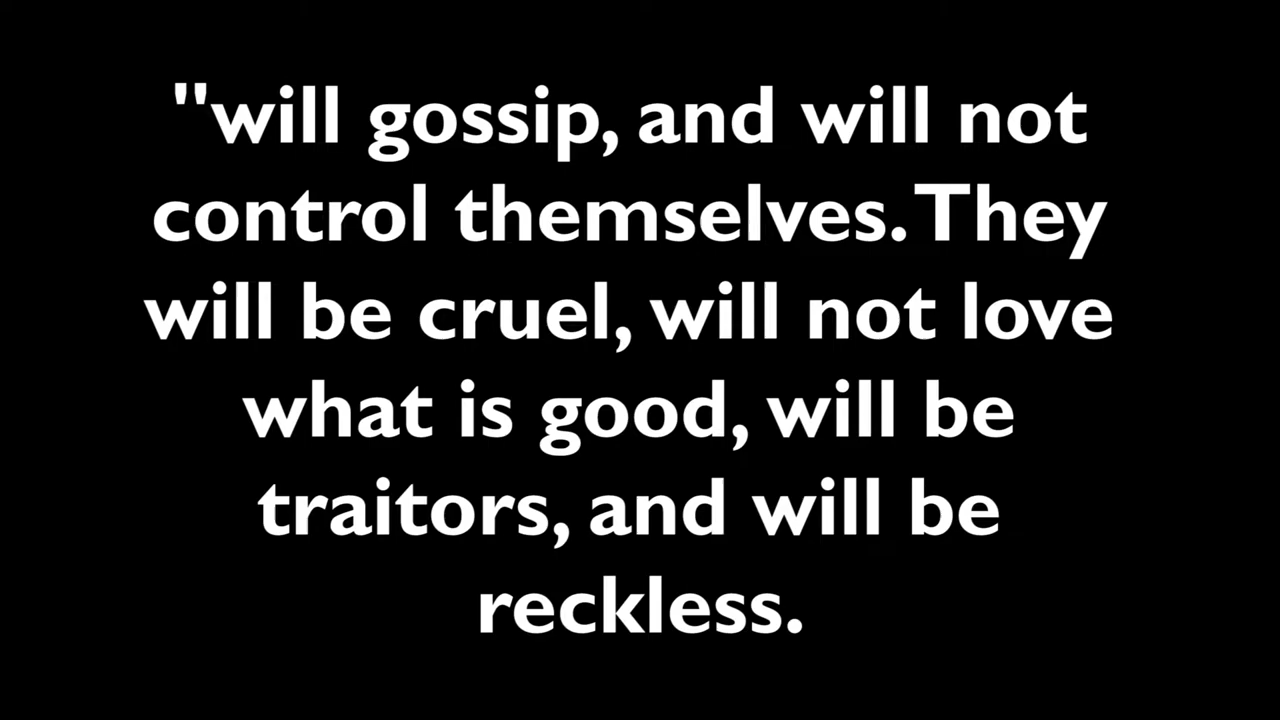 "will gossip, and will not
control themselves. They
will be cruel, will not love
what is good, will be
traitors, and will be
reckless.